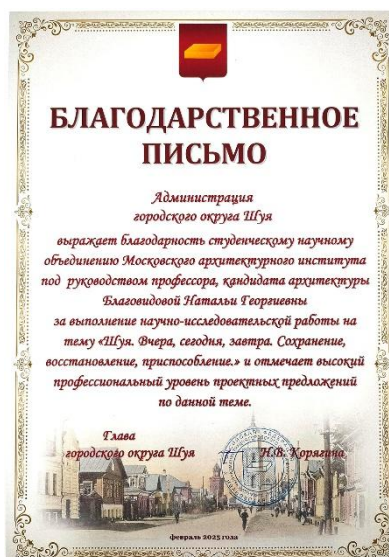 БЛАГОДАРСТВЕННОЕ
ПИСЬМО
Администрация
городского округа Шуя
выражает благодарность студенческому научному
объединению Московского архитектурного института
под руководством профессора, кандидата архитектуры
Благовидовой Натальи Георгиевны
за выполнение научно-исследовательской работы на
тему «Шуя. Вчера, сегодня, завтра. Сохранение,
восстановление, приспособление.» и отмечает высокий
профессиональный уровень проектных предложений
по данной теме.
Глава
городского округа Шуя Н.В. Корягина
февраль 2025 года